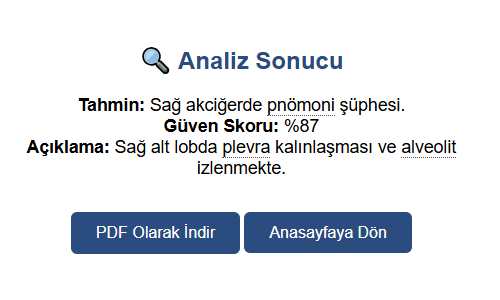 Analiz Sonucu
Tahmin: Sağ akciğerde pnömoni şüphesi.
Güven Skoru: %87
Açıklama: Sağ alt lobda plevra kalınlaşması ve alveolit
izlenmekte.
PDF Olarak İndir
Anasayfaya Dön